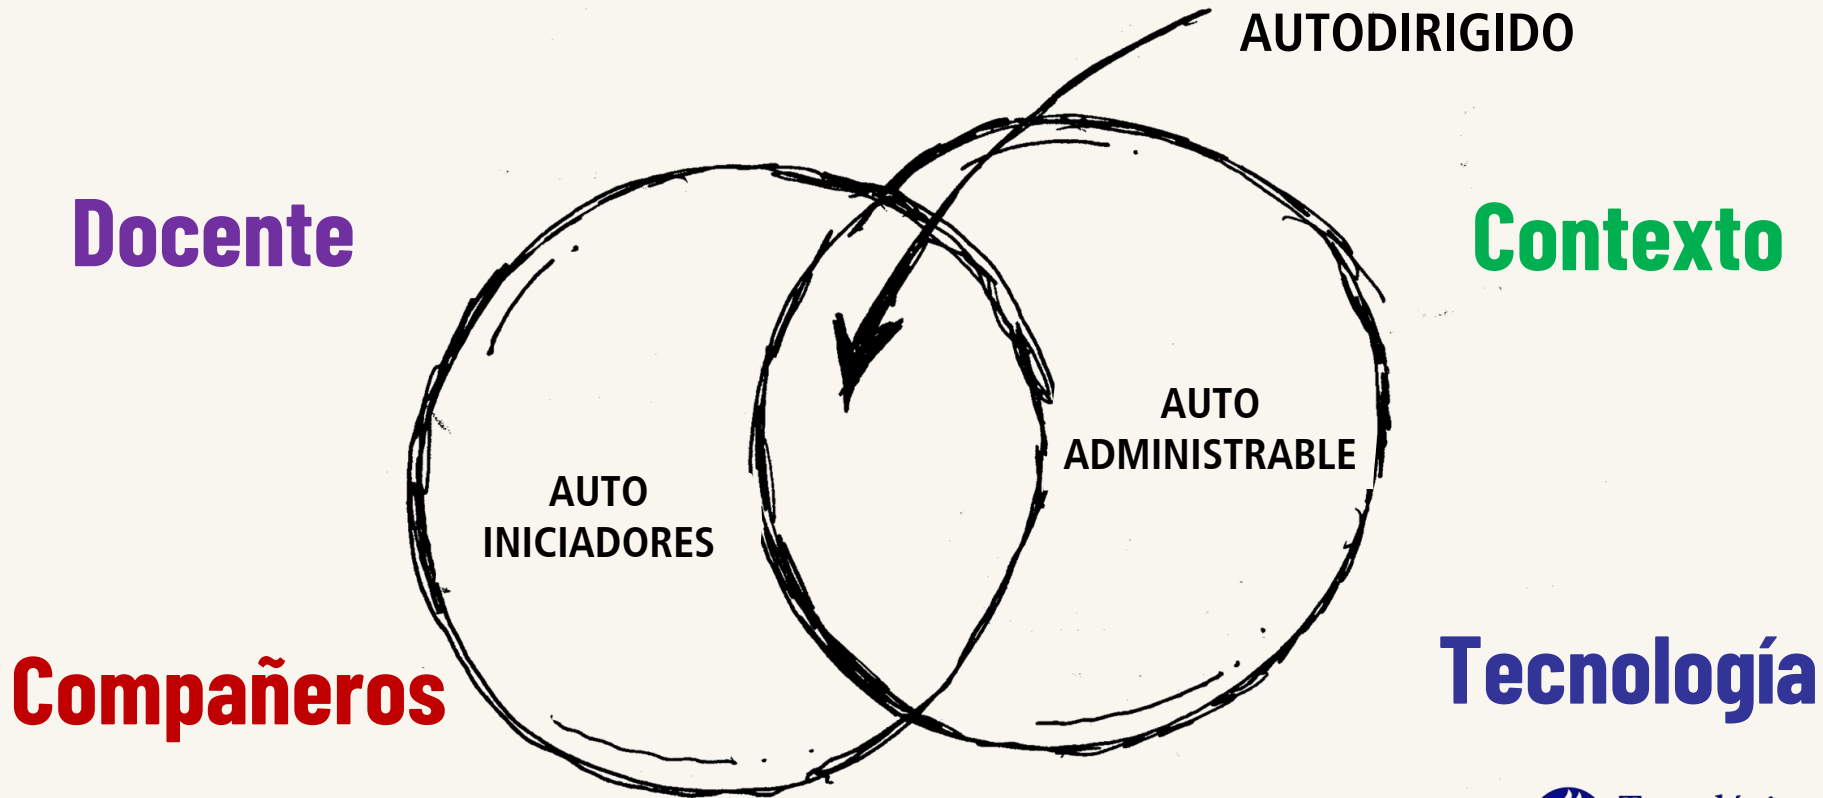 AUTODIRIGIDO
Docente
Contexto
AUTO
ADMINISTRABLE
AUTO
INICIADORES
Compañeros
Tecnología